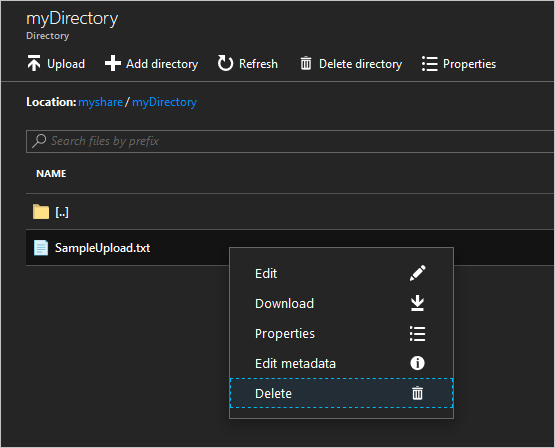 myDirectory
Directory
Upload Add directory Refresh Delete directory Properties
Location: myshare / myDirectory
Search files by prefix
NAME
[..]
SampleUpload.txt
Edit
Download
Properties
Edit metadata
Delete